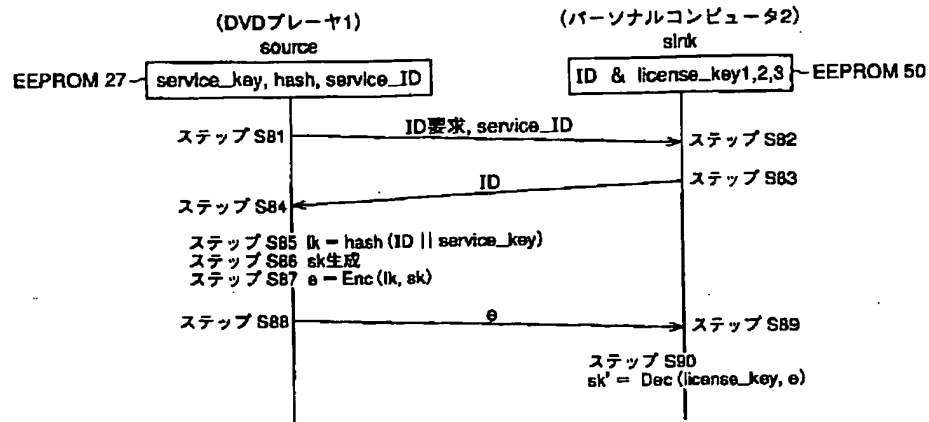 (DVDプレーヤ1)
source
(パーソナルコンピュータ2)
sink
EEPROM 27
service_key, hash, service_ID
ID & license_key1,2,3
EEPROM 50
ステップ S81
ID要求, service_ID
ステップ S82
ID
ステップ S83
ステップ S84
ステップ S85 lk = hash (ID || service_key)
ステップ S86 sk生成
ステップ S87 e = Enc (lk, sk)
ステップ S88
e
ステップ S89
ステップ S90
sk' = Dec (license_key, e)